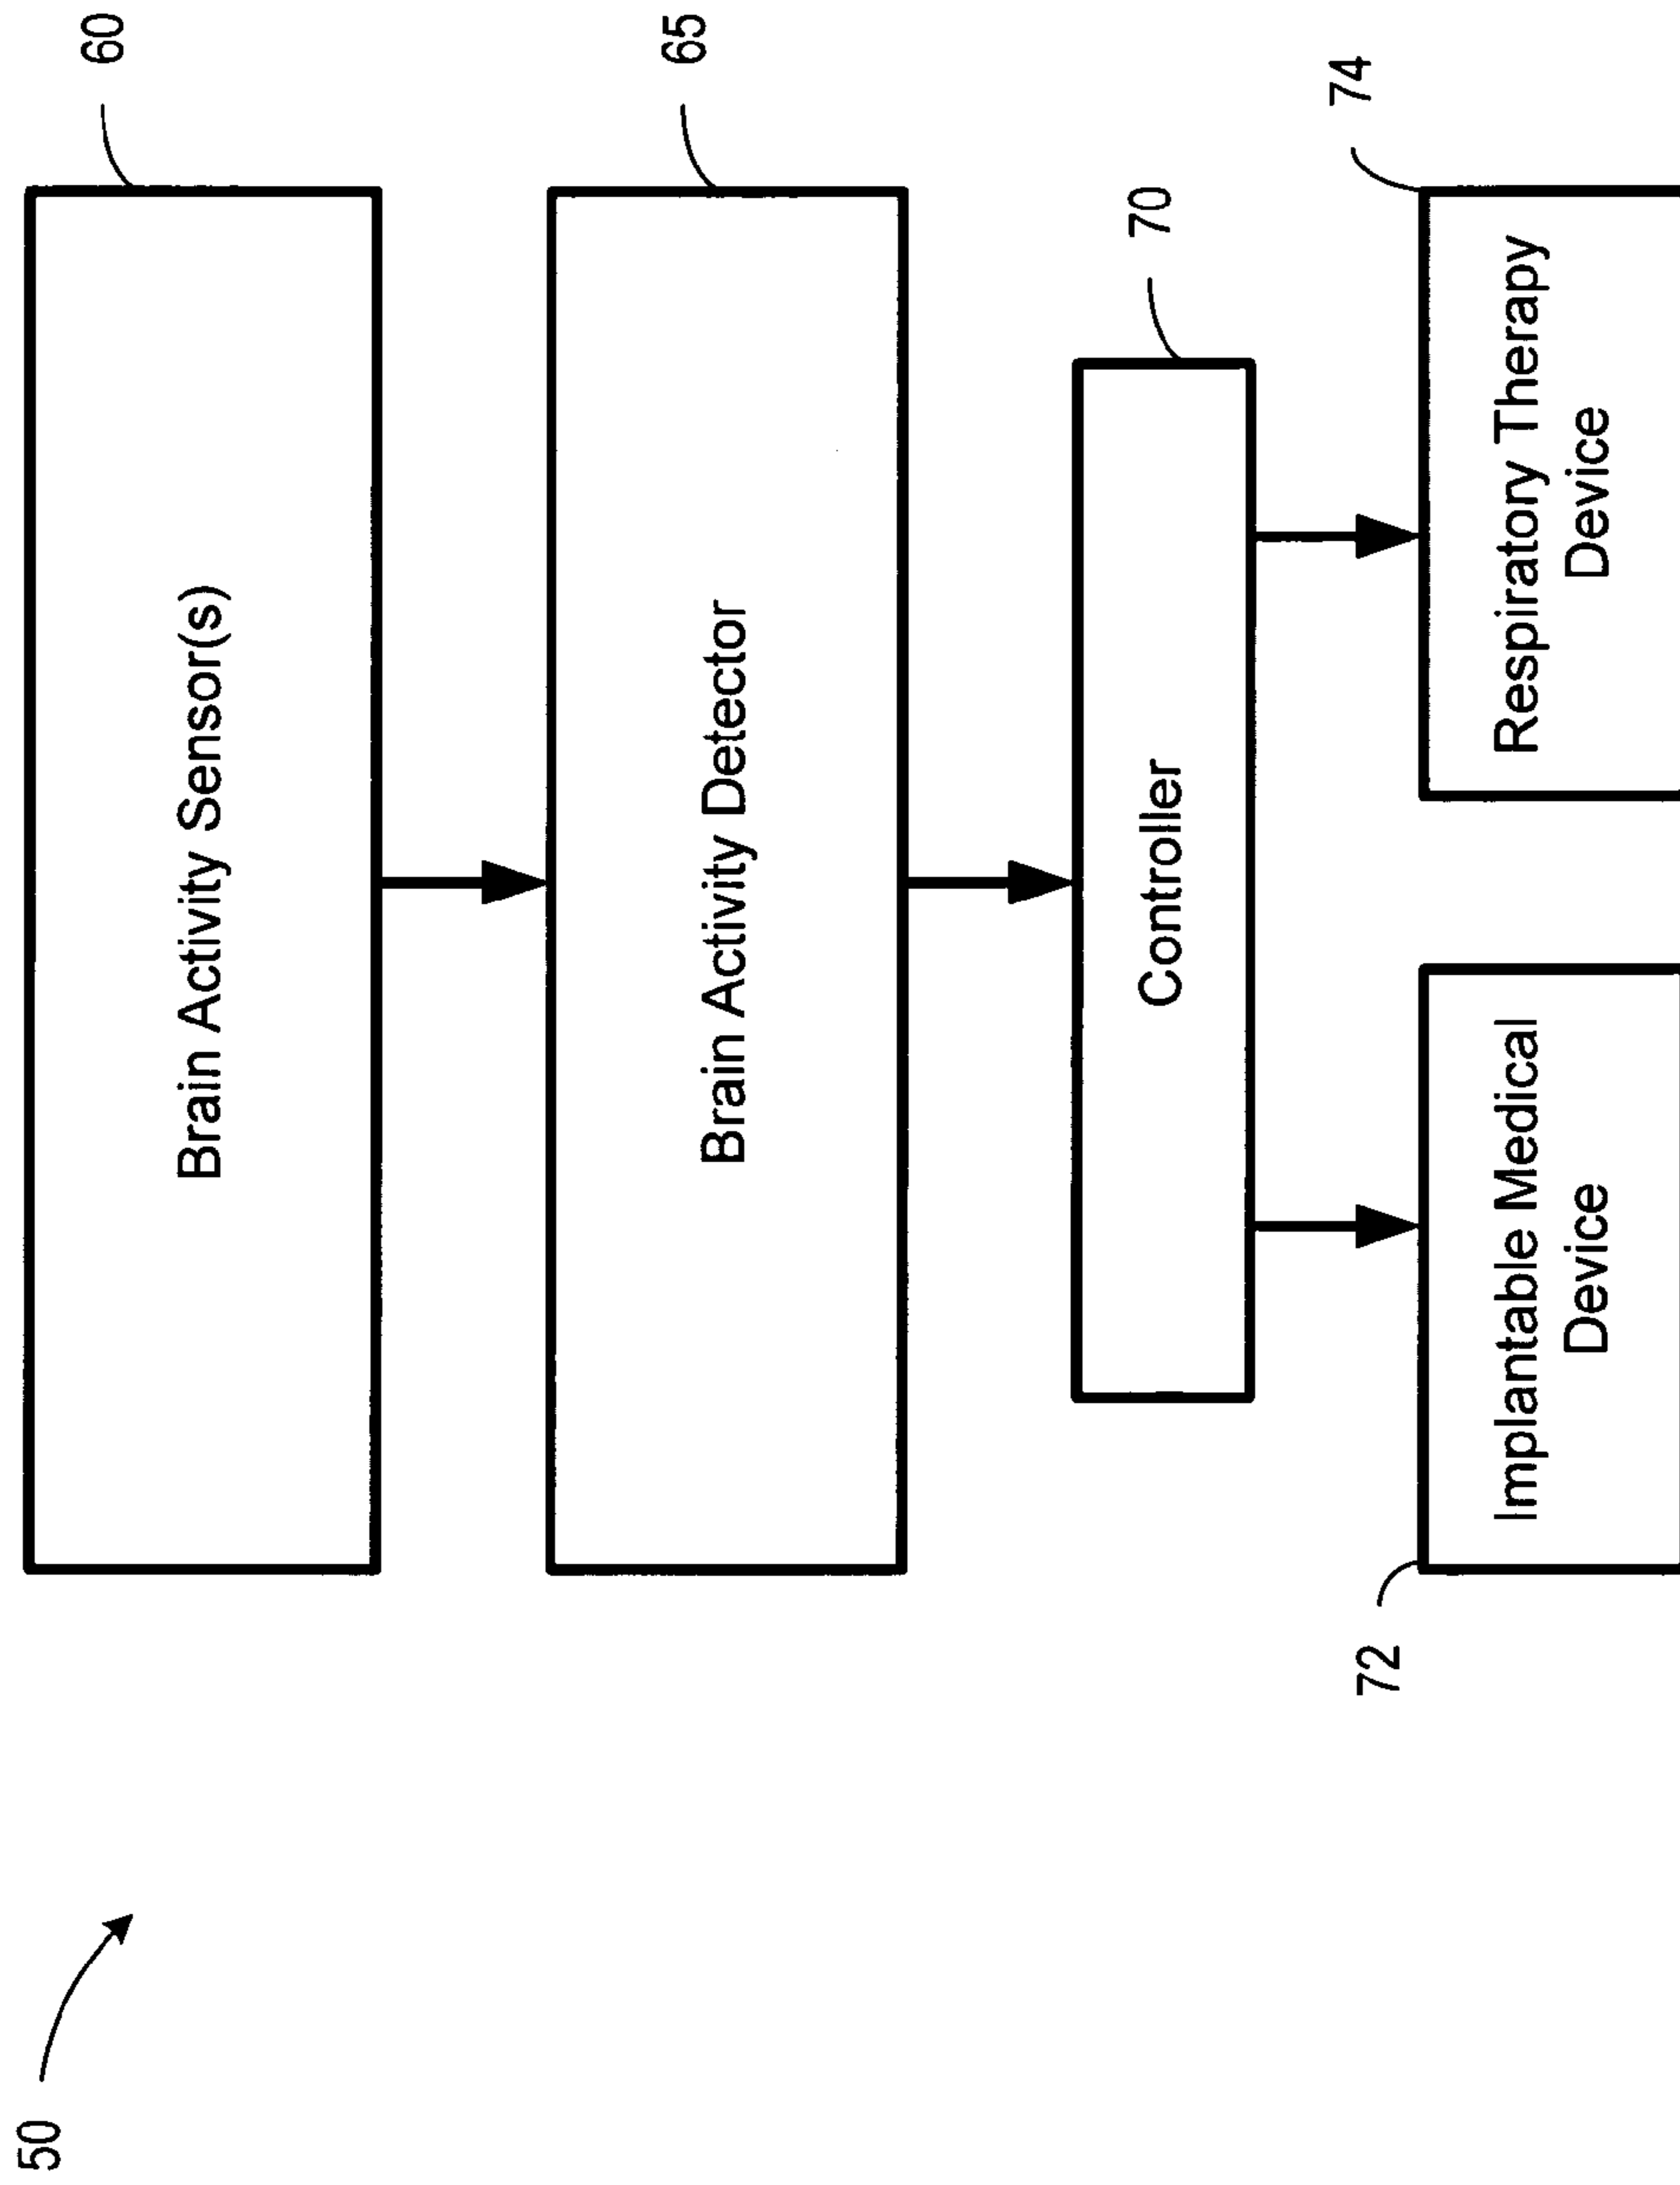 50
60
Brain Activity Sensor(s)
65
Brain Activity Detector
70
Controller
72
74
Implantable Medical
Device
Respiratory Therapy
Device